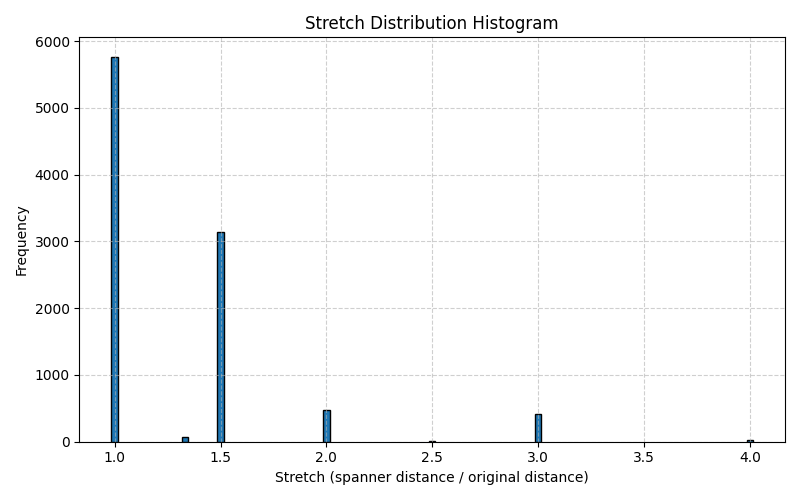 Stretch Distribution Histogram
Frequency
6000
5000
4000
3000
2000
1000
0
1.0 1.5 2.0 2.5 3.0 3.5 4.0
Stretch (spanner distance / original distance)